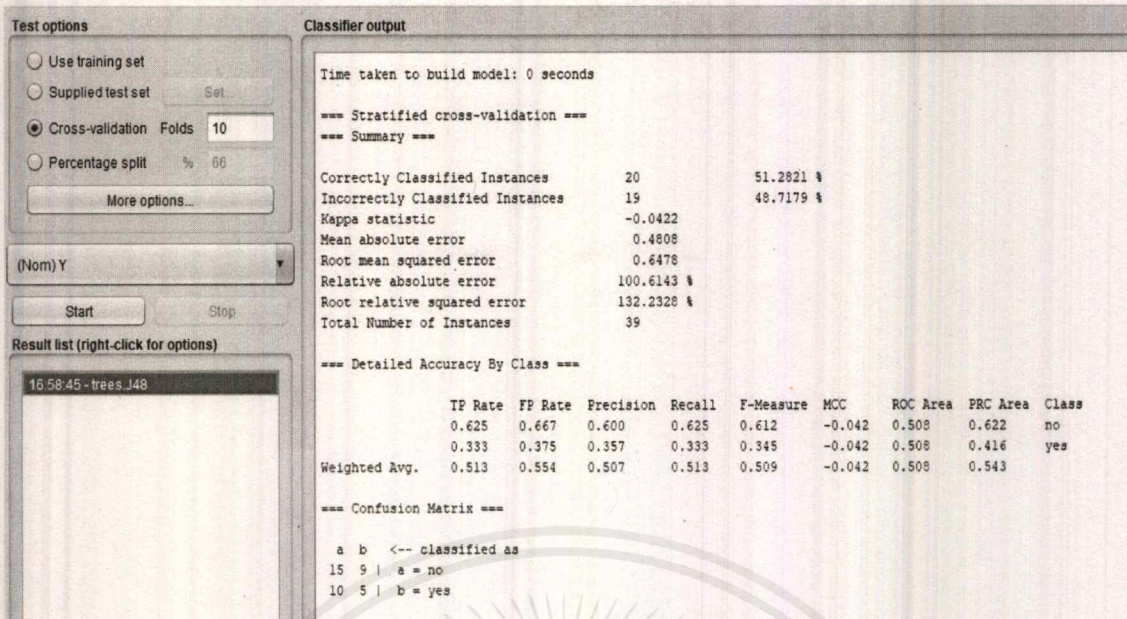 Test options
Use training set
Supplied test set Set...
Cross-validation Folds 10
Percentage split % 66
More options...
(Nom) Y
Start Stop
Result list (right-click for options)
16:58:45 - trees.J48
Classifier output
Time taken to build model: 0 seconds
=== Stratified cross-validation ===
=== Summary ===
Correctly Classified Instances 20 51.2821 %
Incorrectly Classified Instances 19 48.7179 %
Kappa statistic -0.0422
Mean absolute error 0.4808
Root mean squared error 0.6478
Relative absolute error 100.6143 %
Root relative squared error 132.2328 %
Total Number of Instances 39
=== Detailed Accuracy By Class ===
TP Rate FP Rate Precision Recall F-Measure MCC ROC Area PRC Area Class
0.625 0.667 0.600 0.625 0.612 -0.042 0.508 0.622 no
0.333 0.375 0.357 0.333 0.345 -0.042 0.508 0.416 yes
Weighted Avg. 0.513 0.554 0.507 0.513 0.509 -0.042 0.508 0.543
=== Confusion Matrix ===
a b <-- classified as
15 9 | a = no
10 5 | b = yes